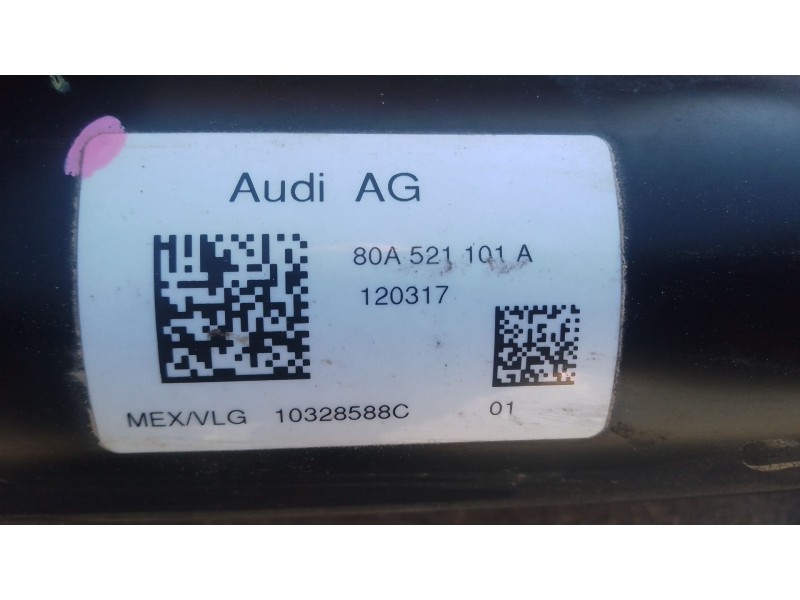 Audi AG
80A 521 101 A
120317
MEX/VLG 10328588C 01